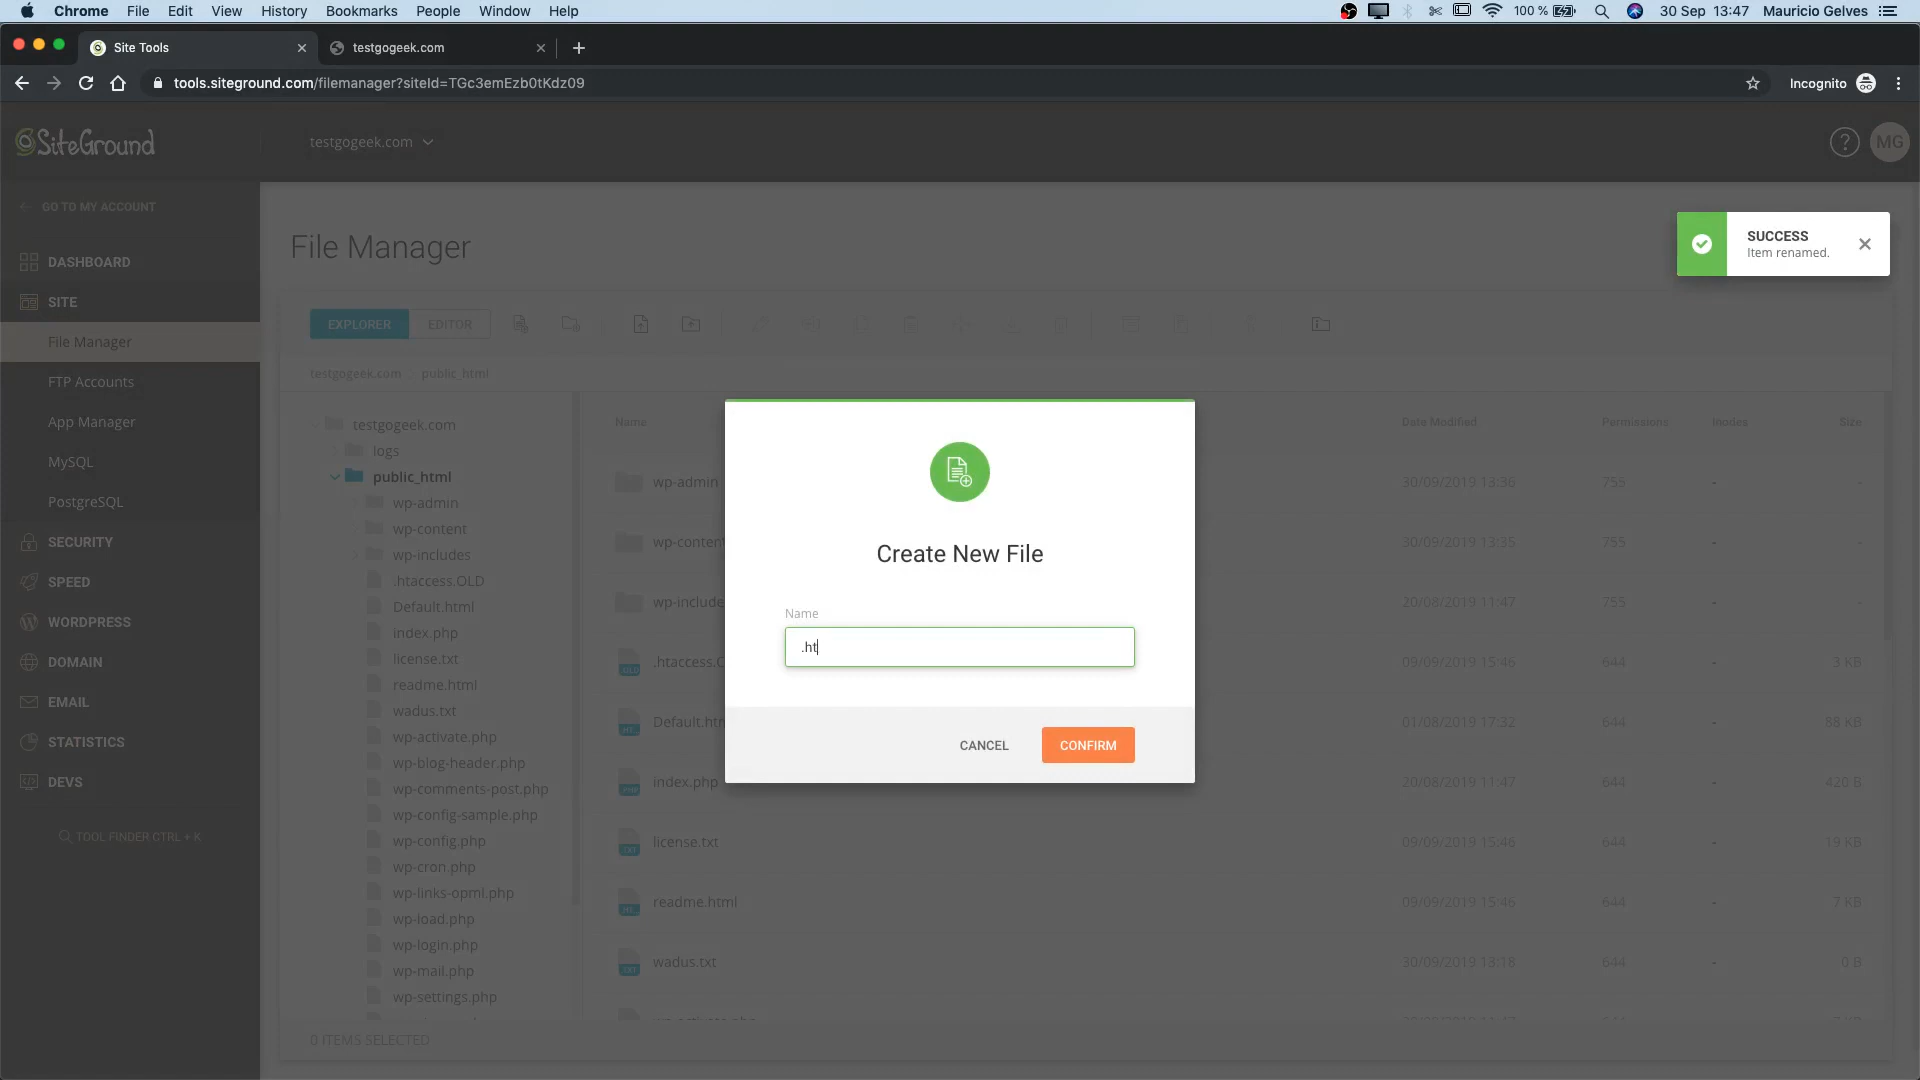 Chrome File Edit View History Bookmarks People Window Help 100 % 30 Sep 13:47 Mauricio Gelves
Site Tools testgogeek.com
tools.siteground.com/filemanager?siteId=TGc3emEzb0tKdz09 Incognito
SiteGround testgogeek.com ? MG
GO TO MY ACCOUNT
File Manager
SUCCESS
Item renamed.
DASHBOARD
SITE
File Manager
FTP Accounts
App Manager
MySQL
PostgreSQL
SECURITY
SPEED
WORDPRESS
DOMAIN
EMAIL
STATISTICS
DEVS
TOOL FINDER CTRL + K
EXPLORER EDITOR
testgogeek.com public_html
testgogeek.com
logs
public_html
wp-admin
wp-content
wp-includes
.htaccess.OLD
Default.html
index.php
license.txt
readme.html
wadus.txt
wp-activate.php
wp-blog-header.php
wp-comments-post.php
wp-config-sample.php
wp-config.php
wp-cron.php
wp-links-opml.php
wp-load.php
wp-login.php
wp-mail.php
wp-settings.php
Name Date Modified Permissions Inodes Size
wp-admin 30/09/2019 13:36 755 - -
wp-conten 30/09/2019 13:35 755 - -
wp-include 20/08/2019 11:47 755 - -
.htaccess.O 09/09/2019 15:46 644 - 3 KB
Default.htm 01/08/2019 17:32 644 - 88 KB
index.php 20/08/2019 11:47 644 - 420 B
license.txt 09/09/2019 15:46 644 - 19 KB
readme.html 09/09/2019 15:46 644 - 7 KB
wadus.txt 30/09/2019 13:18 644 - 0 B
0 ITEMS SELECTED
Create New File
Name
.ht
CANCEL CONFIRM